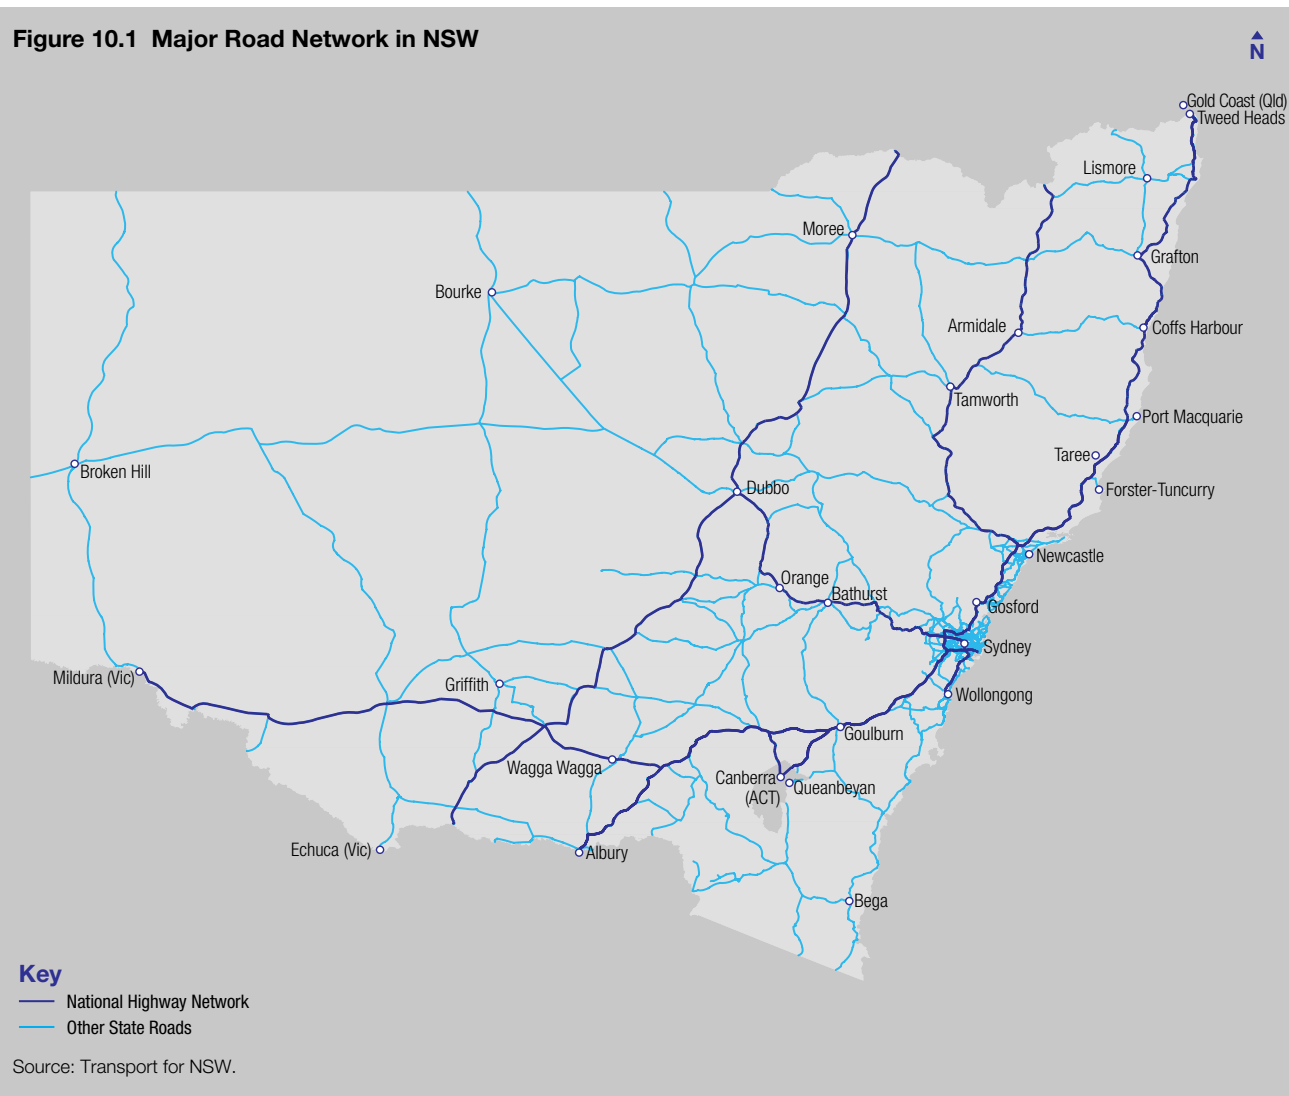 Figure 10.1 Major Road Network in NSW
N
Gold Coast (Qld)
Tweed Heads
Lismore
Moree
Grafton
Bourke
Armidale
Coffs Harbour
Tamworth
Port Macquarie
Taree
Broken Hill
Dubbo
Forster-Tuncurry
Newcastle
Orange
Bathurst
Gosford
Sydney
Mildura (Vic)
Griffith
Wollongong
Goulburn
Wagga Wagga
Canberra
(ACT)
Queanbeyan
Echuca (Vic)
Albury
Bega
Key
National Highway Network
Other State Roads
Source: Transport for NSW.